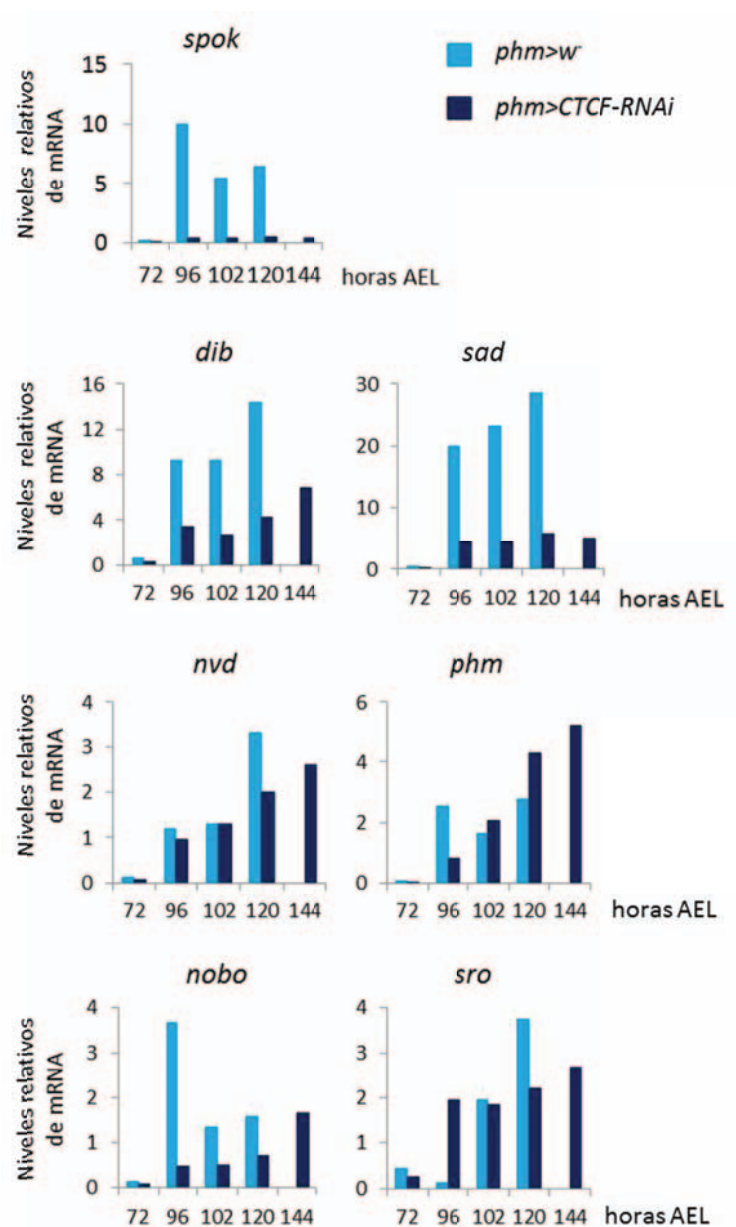 spok
phm>w-
phm>CTCF-RNAi
Niveles relativos
de mRNA
15
10
5
0
72 96 102 120 144 horas AEL
dib
sad
Niveles relativos
de mRNA
16
12
8
4
0
72 96 102 120 144
30
20
10
0
72 96 102 120 144 horas AEL
nvd
phm
Niveles relativos
de mRNA
4
3
2
1
0
72 96 102 120 144
6
4
2
0
72 96 102 120 144 horas AEL
nobo
sro
Niveles relativos
de mRNA
4
3
2
1
0
72 96 102 120 144
4
3
2
1
0
72 96 102 120 144 horas AEL